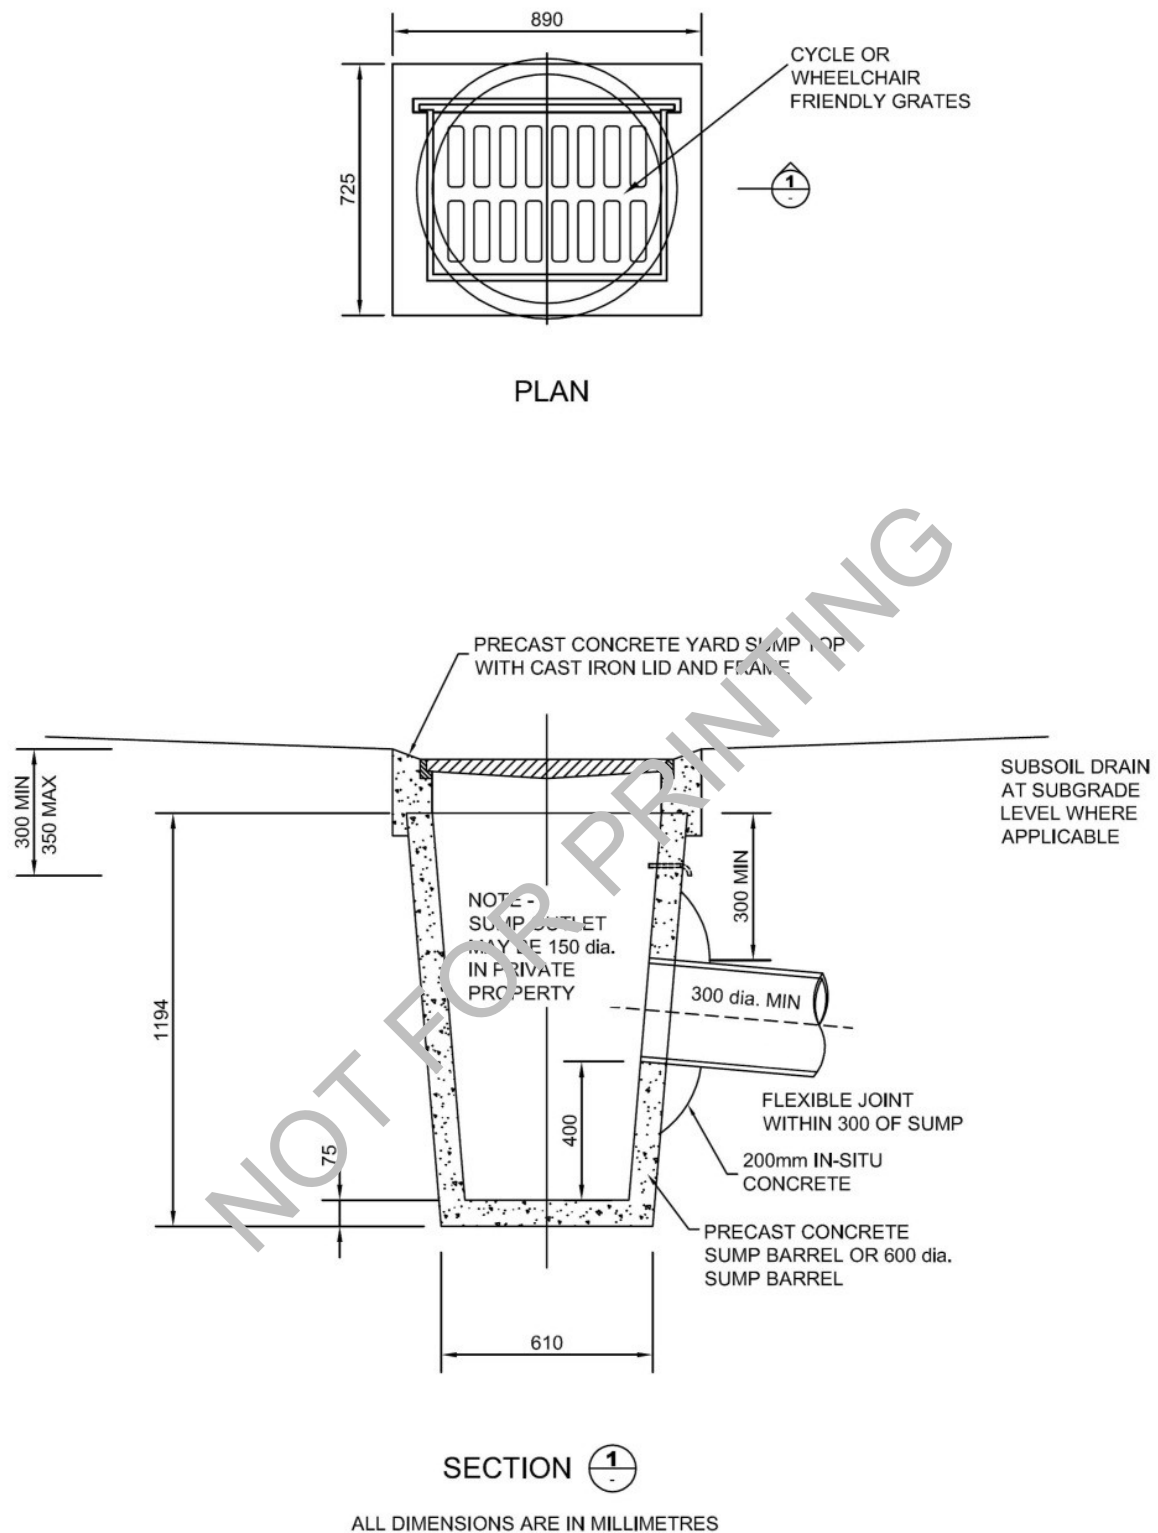 890
CYCLE OR
WHEELCHAIR
FRIENDLY GRATES
725
1
-
PLAN
PRECAST CONCRETE YARD SUMP TOP
WITH CAST IRON LID AND FRAME
300 MIN
350 MAX
SUBSOIL DRAIN
AT SUBGRADE
LEVEL WHERE
APPLICABLE
300 MIN
NOTE -
SUMP OUTLET
MAY BE 150 dia.
IN PRIVATE
PROPERTY
300 dia. MIN
1194
400
75
FLEXIBLE JOINT
WITHIN 300 OF SUMP
200mm IN-SITU
CONCRETE
PRECAST CONCRETE
SUMP BARREL OR 600 dia.
SUMP BARREL
610
NOT FOR PRINTING
SECTION 1
-
ALL DIMENSIONS ARE IN MILLIMETRES